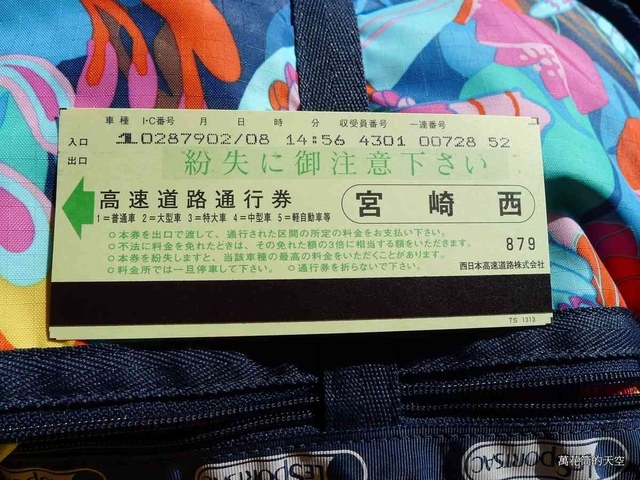 車種 I・C番号 月 日 時 分 収受員番号 一連番号
入口 1 0287902/08 14:56 4301 00728 52
出口
紛失に御注意下さい
高速道路通行券
宮崎西
1=普通車 2=大型車 3=特大車 4=中型車 5=軽自動車等
○本券を出口で渡して、通行された区間の所定の料金をお支払い下さい。
○不法に料金を免れたときは、その免れた額の3倍に相当する額をいただきます。
879
○本券を紛失しますと、当該車種の最高の料金をいただくことがあります。
○料金所では一旦停車して下さい。 ○通行券を折らないで下さい。
西日本高速道路株式会社
TS 1313
LESPORTSAC
LESPORTSAC
萬花筒的天空